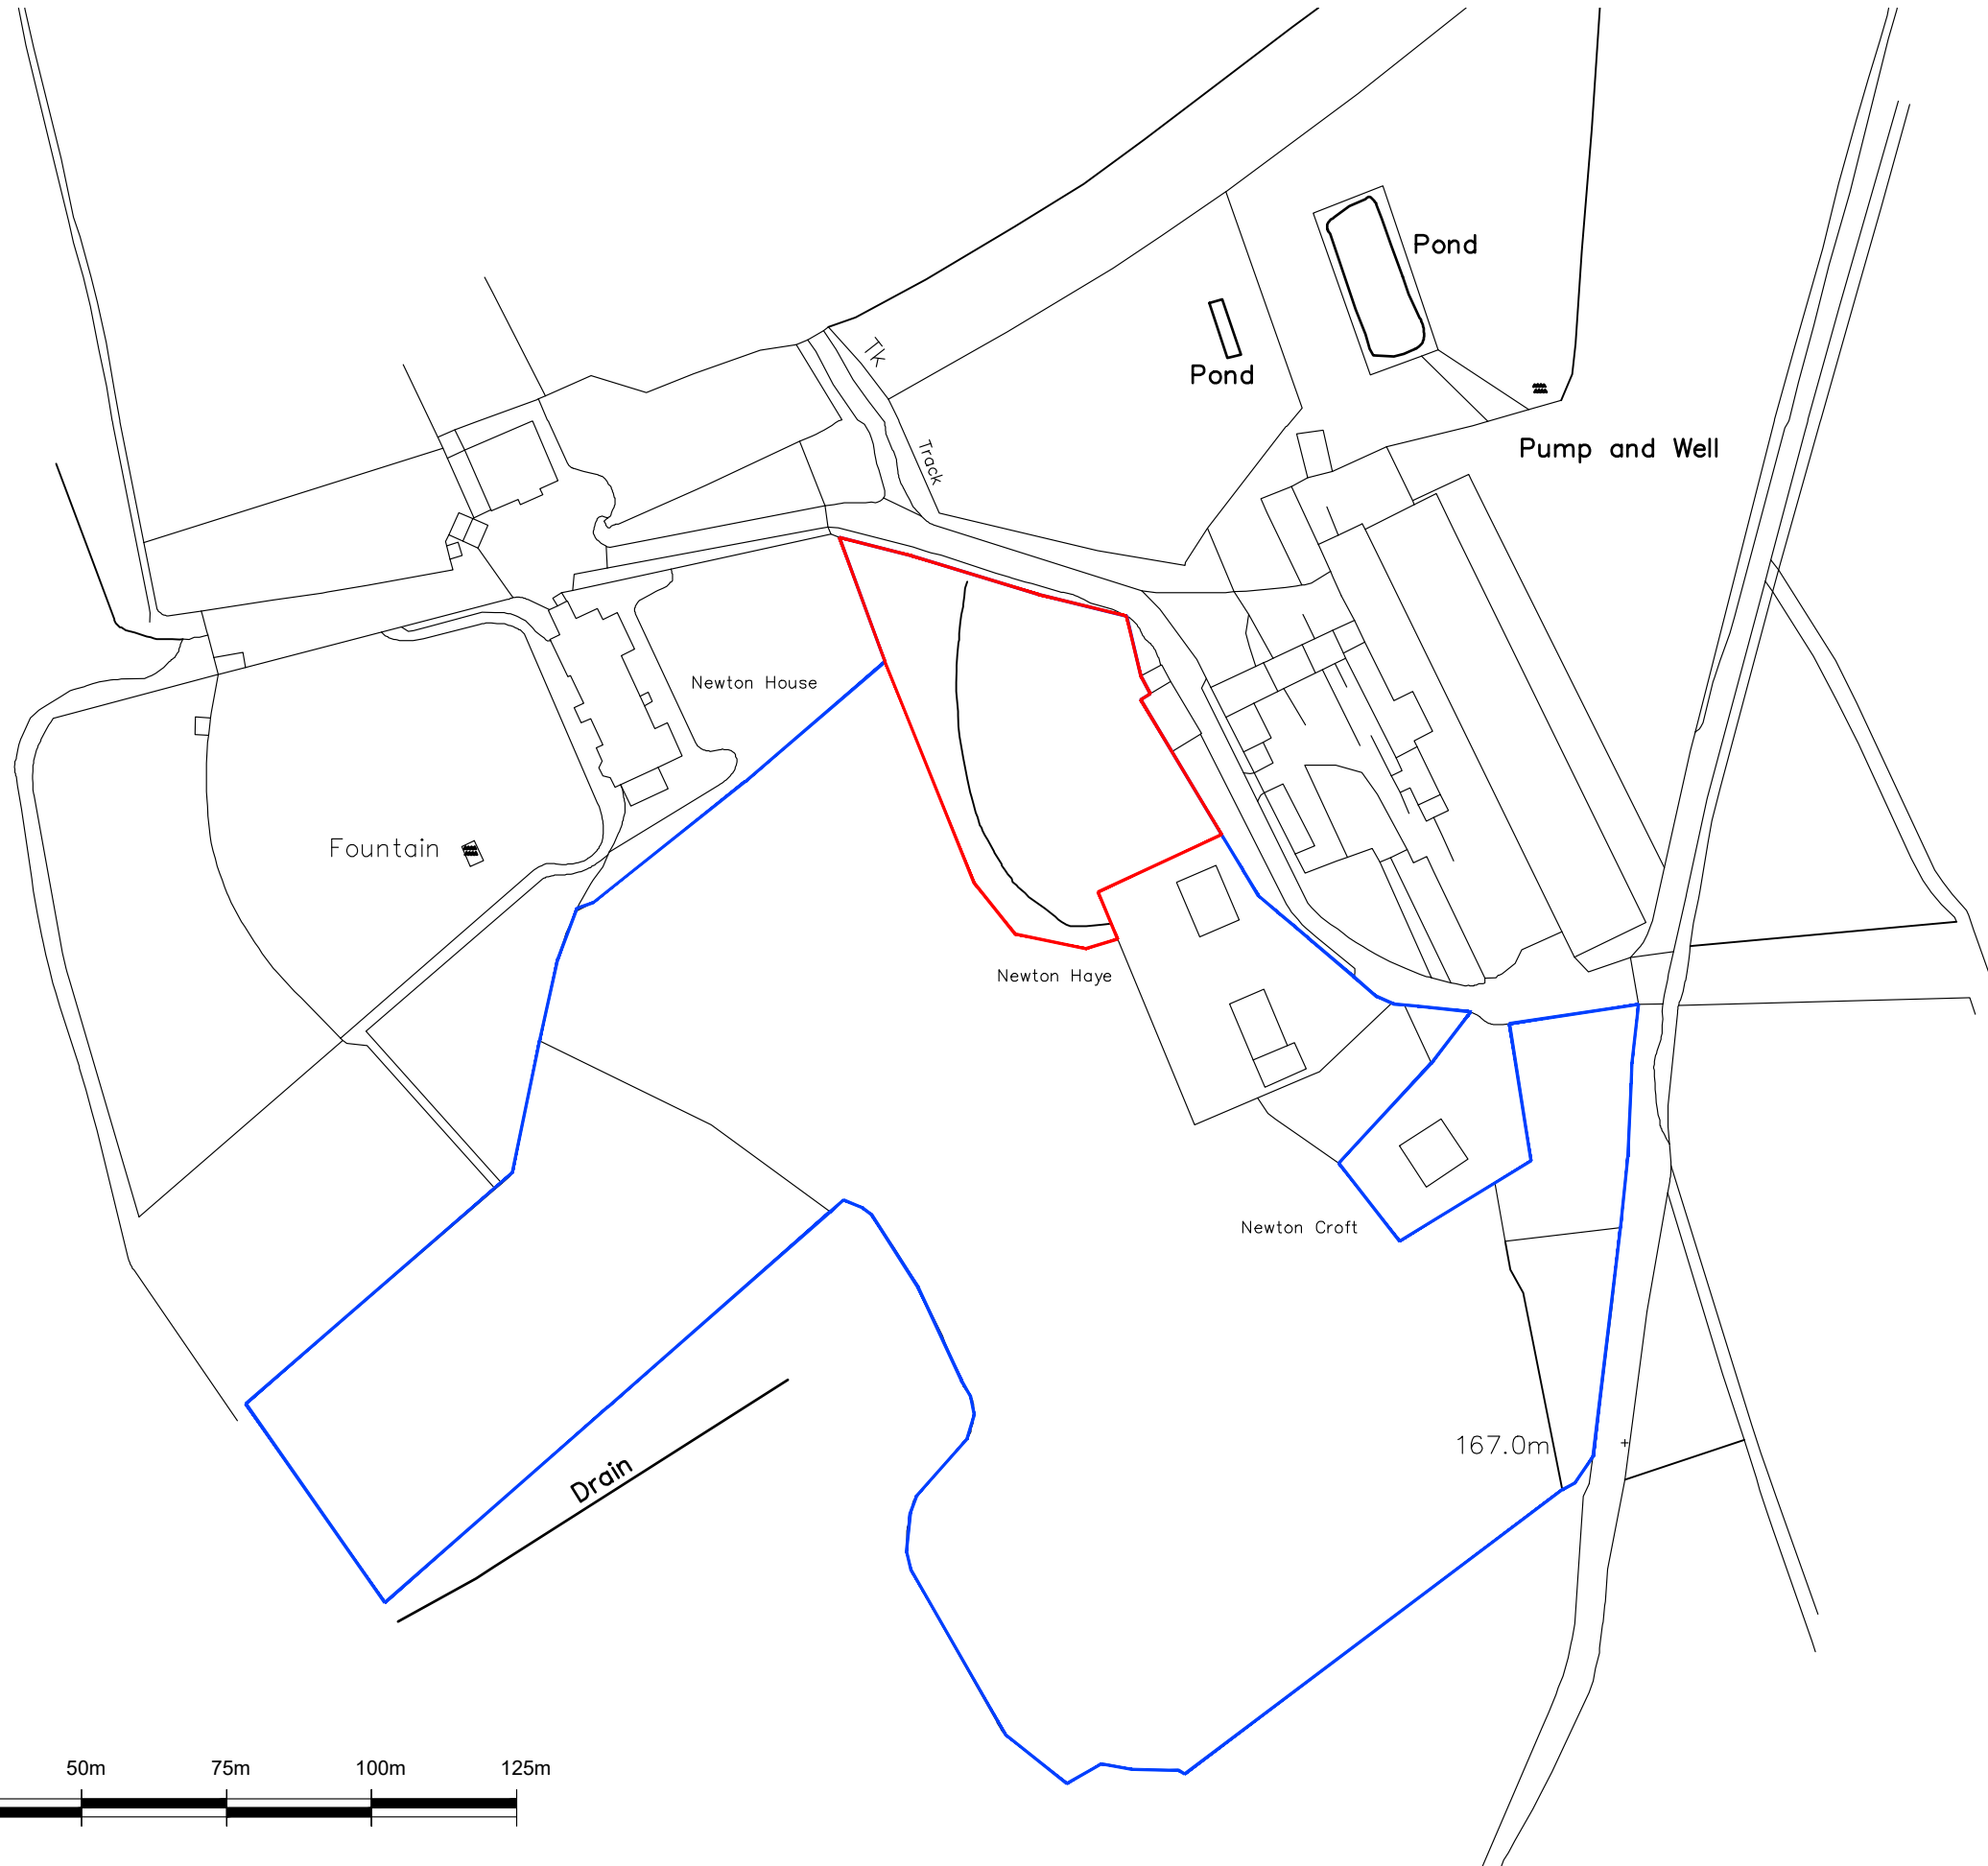 Pond
Tk
Pond
Track
Pump and Well
Newton House
Fountain
Newton Haye
Newton Croft
167.0m
Drain
50m 75m 100m 125m